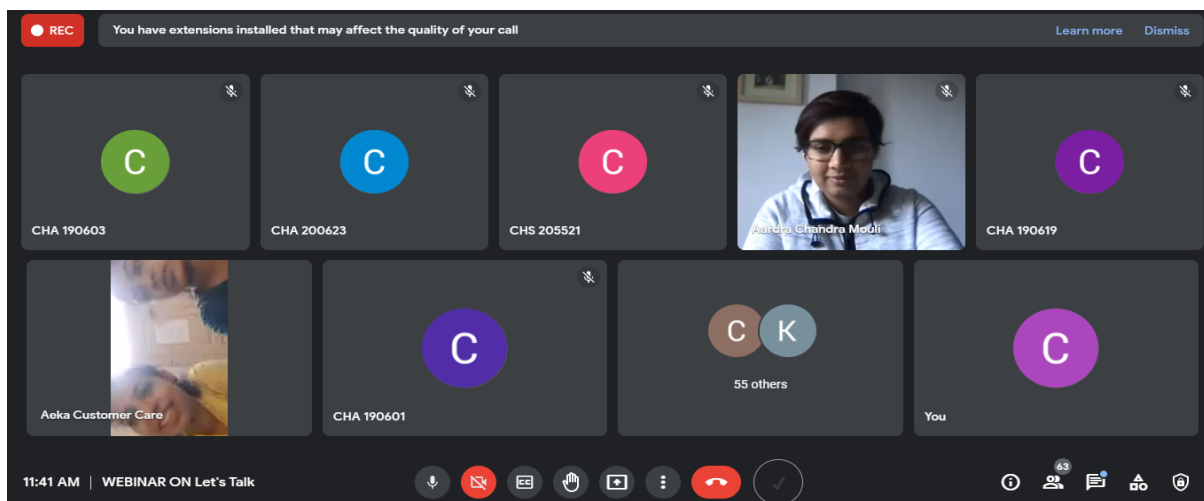 REC
You have extensions installed that may affect the quality of your call
Learn more
Dismiss
C
CHA 190603
C
CHA 200623
C
CHS 205521
Aardra Chandra Mouli
C
CHA 190619
Aeka Customer Care
C
CHA 190601
C K
55 others
C
You
11:41 AM | WEBINAR ON Let's Talk
CC
63